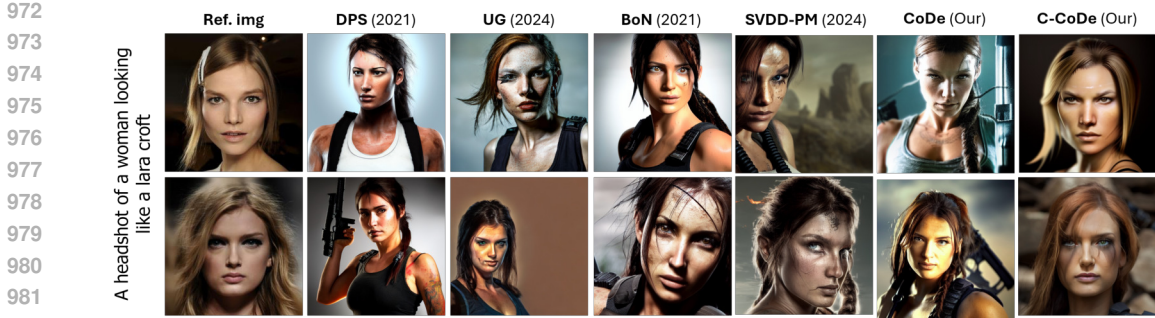 972
973
974
975
976
977
978
979
980
981
Ref. img
DPS (2021)
UG (2024)
BoN (2021)
SVDD-PM (2024)
CoDe (Our)
C-CoDe (Our)
A headshot of a woman looking
like a lara croft